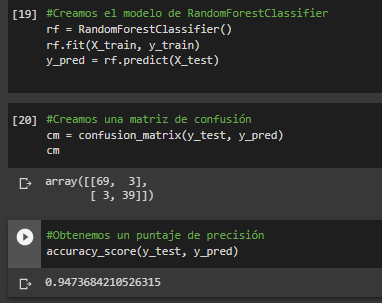 [19] #Creamos el modelo de RandomForestClassifier
rf = RandomForestClassifier()
rf.fit(X_train, y_train)
y_pred = rf.predict(X_test)
[20] #Creamos una matriz de confusión
cm = confusion_matrix(y_test, y_pred)
cm
array([[69, 3],
[ 3, 39]])
#Obtenemos un puntaje de precisión
accuracy_score(y_test, y_pred)
0.9473684210526315